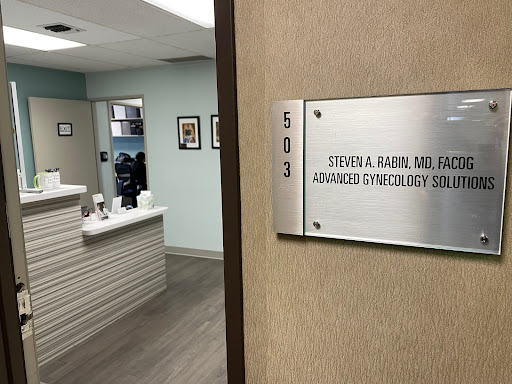 503
STEVEN A. RABIN, MD, FACOG
ADVANCED GYNECOLOGY SOLUTIONS